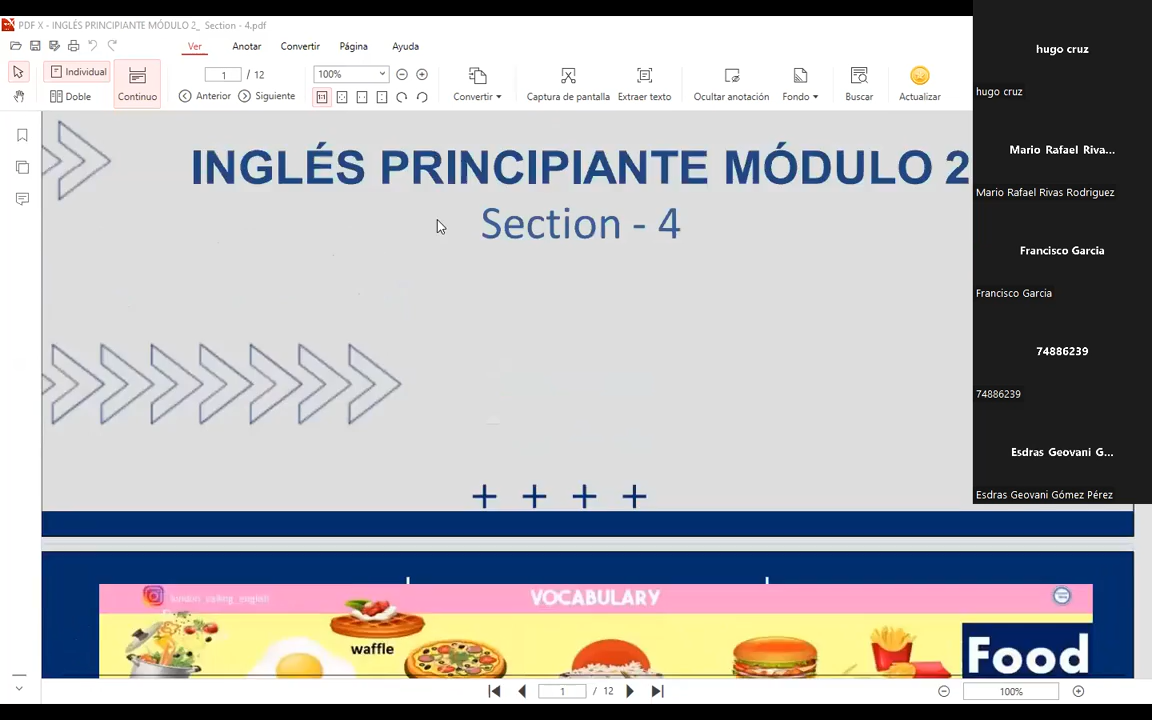 PDF X - INGLÉS PRINCIPIANTE MÓDULO 2_ Section - 4.pdf
Ver Anotar Convertir Página Ayuda
Individual
Doble
Continuo
1 / 12
Anterior Siguiente
100%
Convertir
Captura de pantalla
Extraer texto
Ocultar anotación
Fondo
Buscar
Actualizar
INGLÉS PRINCIPIANTE MÓDULO 2
Section - 4
VOCABULARY
waffle
Food
1 / 12
100%
hugo cruz
hugo cruz
Mario Rafael Riva...
Mario Rafael Rivas Rodriguez
Francisco Garcia
Francisco Garcia
74886239
74886239
Esdras Geovani G...
Esdras Geovani Gómez Pérez